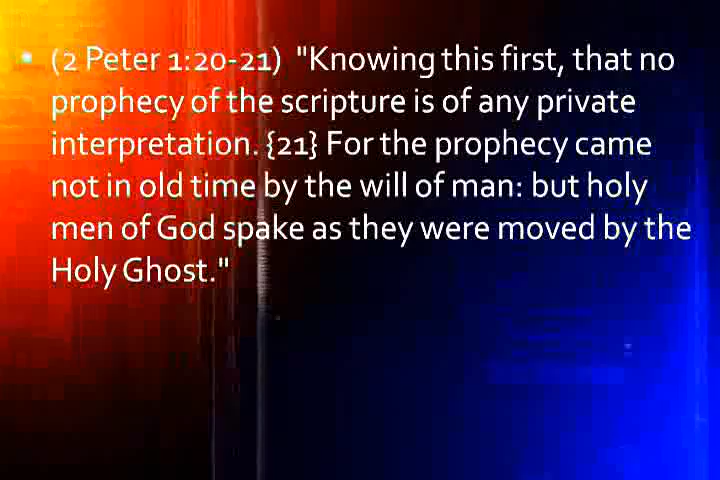 • (2 Peter 1:20-21) "Knowing this first, that no
prophecy of the scripture is of any private
interpretation. {21} For the prophecy came
not in old time by the will of man: but holy
men of God spake as they were moved by the
Holy Ghost."